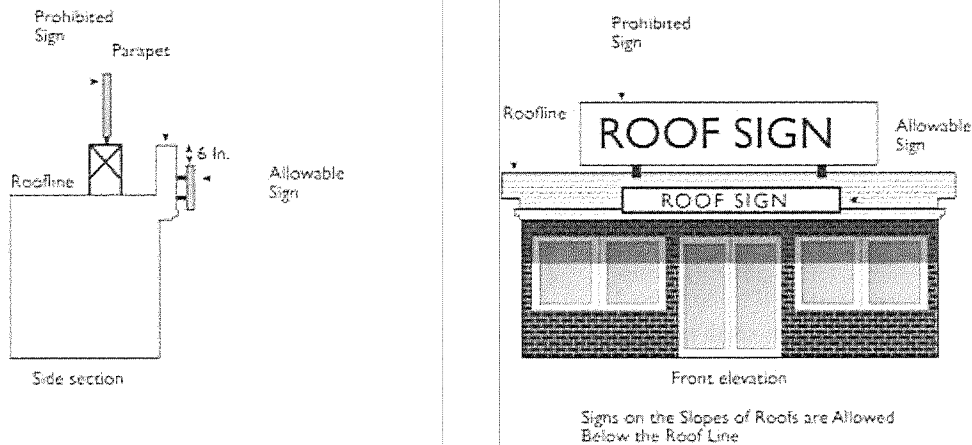 Prohibited
Sign
Parapet
6 In.
Roofline
Allowable
Sign
Side section
Prohibited
Sign
Roofline
ROOF SIGN
Allowable
Sign
ROOF SIGN
Front elevation
Signs on the Slopes of Roofs are Allowed
Below the Roof Line